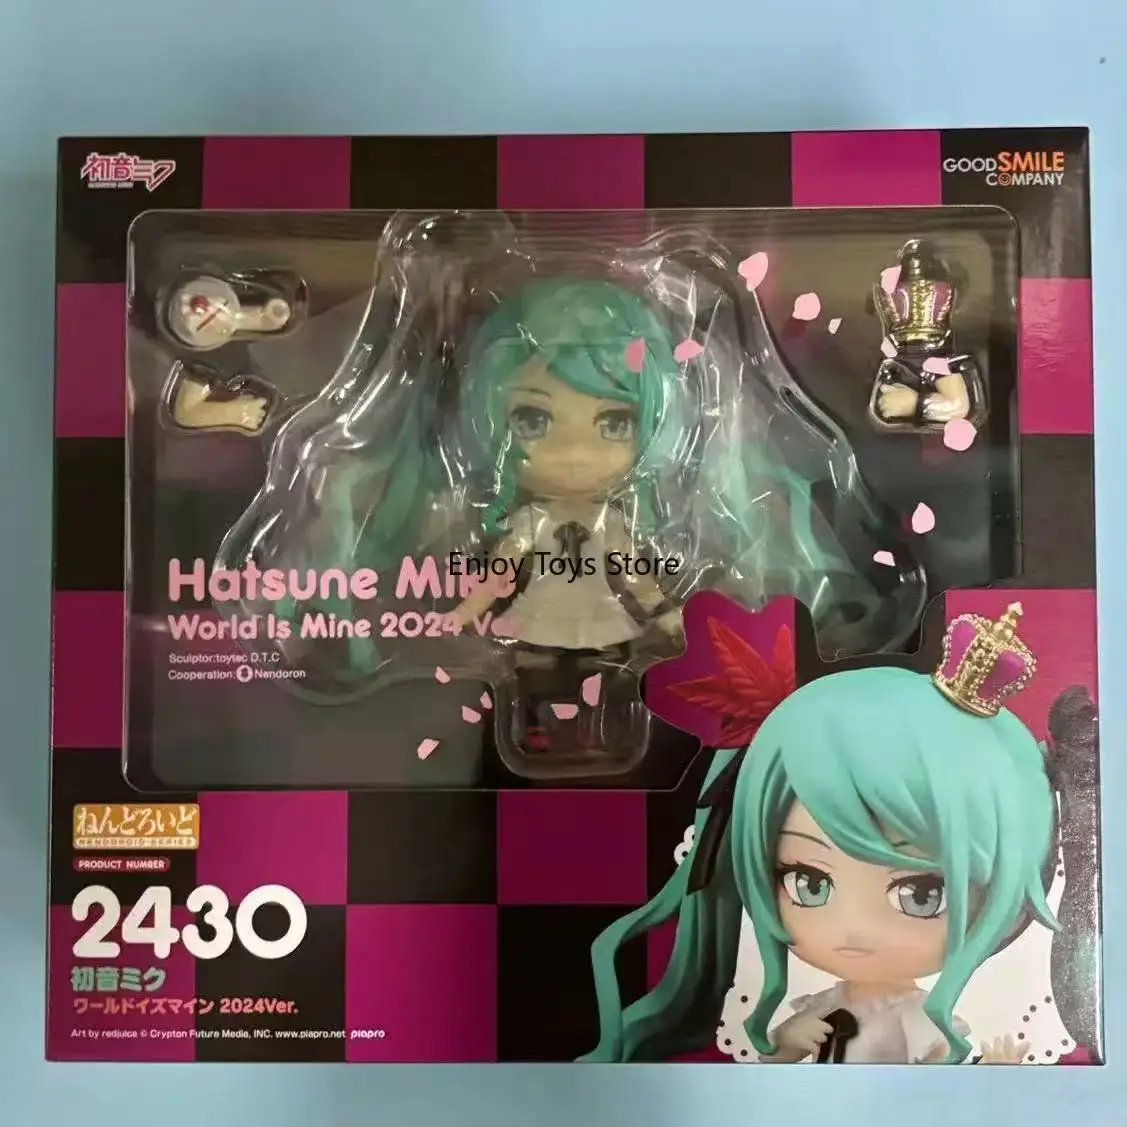 初音ミク
HATSUNE MIKU
GOOD SMILE
COMPANY
Enjoy Toys Store
Hatsune Miku
World Is Mine 2024 Ver.
Sculptor:toytec D.T.C
Cooperation: Nendoron
ねんどろいど
NENDOROID SERIES
PRODUCT NUMBER
2430
初音ミク
ワールドイズマイン 2024Ver.
Art by redjuice © Crypton Future Media, INC. www.piapro.net piapro